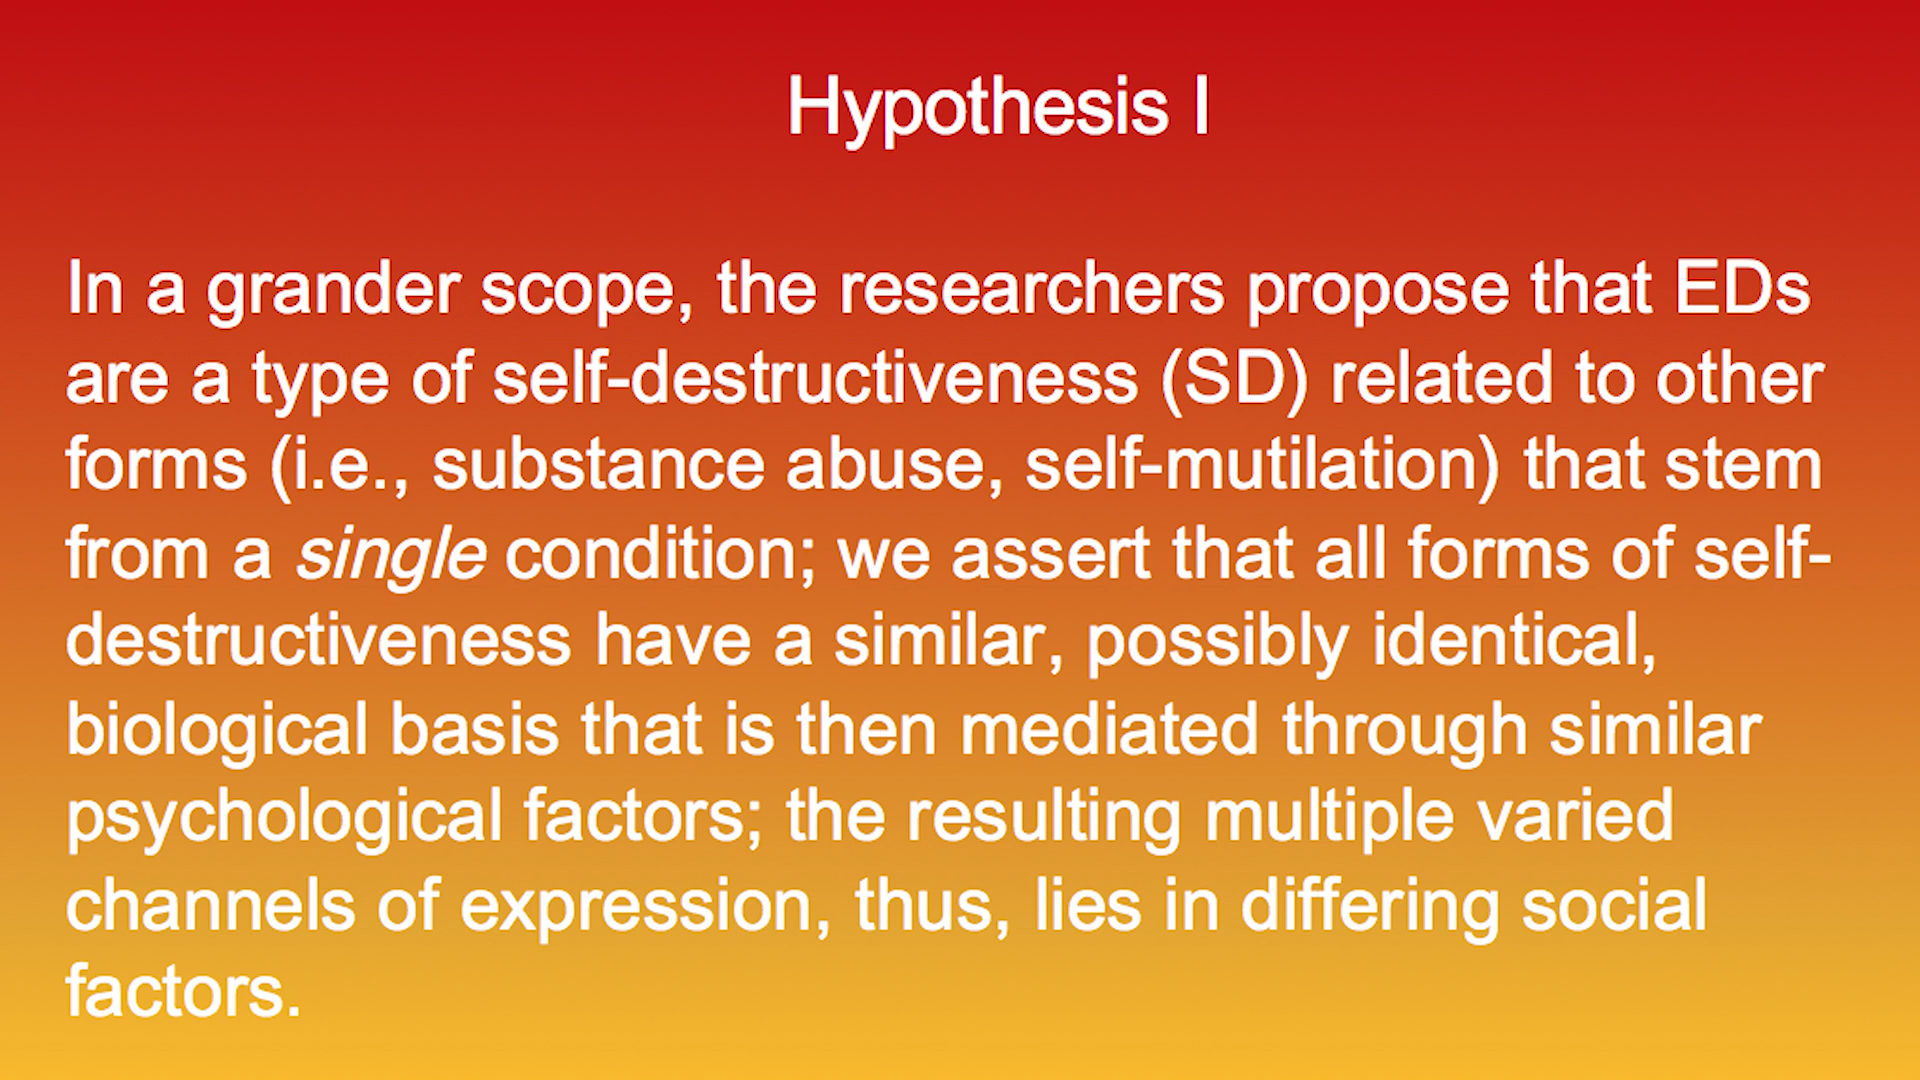 Hypothesis I
In a grander scope, the researchers propose that EDs
are a type of self-destructiveness (SD) related to other
forms (i.e., substance abuse, self-mutilation) that stem
from a single condition; we assert that all forms of self-
destructiveness have a similar, possibly identical,
biological basis that is then mediated through similar
psychological factors; the resulting multiple varied
channels of expression, thus, lies in differing social
factors.